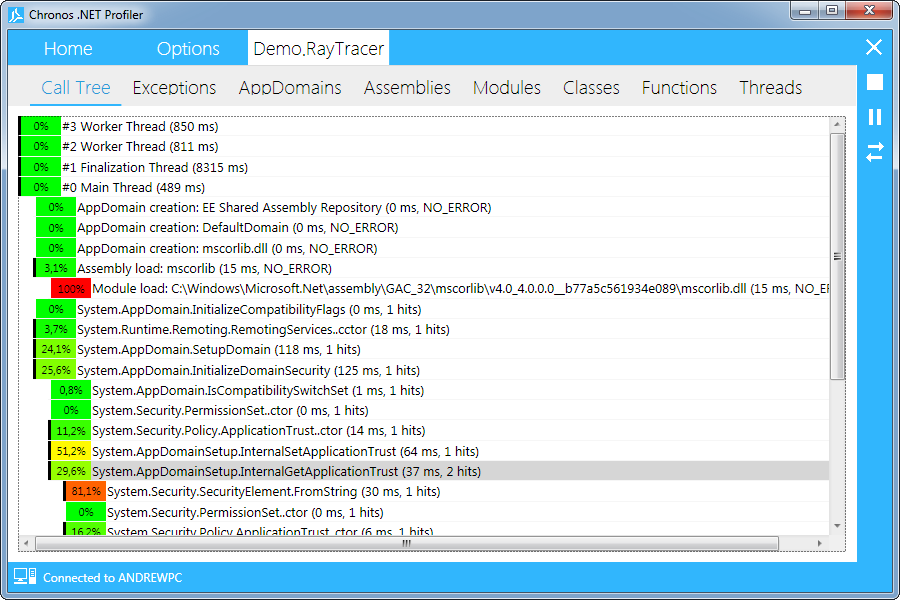 Chronos .NET Profiler
Home Options Demo.RayTracer
Call Tree Exceptions AppDomains Assemblies Modules Classes Functions Threads
0% #3 Worker Thread (850 ms)
0% #2 Worker Thread (811 ms)
0% #1 Finalization Thread (8315 ms)
0% #0 Main Thread (489 ms)
0% AppDomain creation: EE Shared Assembly Repository (0 ms, NO_ERROR)
0% AppDomain creation: DefaultDomain (0 ms, NO_ERROR)
0% AppDomain creation: mscorlib.dll (0 ms, NO_ERROR)
3,1% Assembly load: mscorlib (15 ms, NO_ERROR)
100% Module load: C:\Windows\Microsoft.Net\assembly\GAC_32\mscorlib\v4.0_4.0.0.0__b77a5c561934e089\mscorlib.dll (15 ms, NO_EF
0% System.AppDomain.InitializeCompatibilityFlags (0 ms, 1 hits)
3,7% System.Runtime.Remoting.RemotingServices..cctor (18 ms, 1 hits)
24,1% System.AppDomain.SetupDomain (118 ms, 1 hits)
25,6% System.AppDomain.InitializeDomainSecurity (125 ms, 1 hits)
0,8% System.AppDomain.IsCompatibilitySwitchSet (1 ms, 1 hits)
0% System.Security.PermissionSet..ctor (0 ms, 1 hits)
11,2% System.Security.Policy.ApplicationTrust..ctor (14 ms, 1 hits)
51,2% System.AppDomainSetup.InternalSetApplicationTrust (64 ms, 1 hits)
29,6% System.AppDomainSetup.InternalGetApplicationTrust (37 ms, 2 hits)
81,1% System.Security.SecurityElement.FromString (30 ms, 1 hits)
0% System.Security.PermissionSet..ctor (0 ms, 1 hits)
16,2% System.Security.Policy.ApplicationTrust..ctor (6 ms, 1 hits)
Connected to ANDREWPC